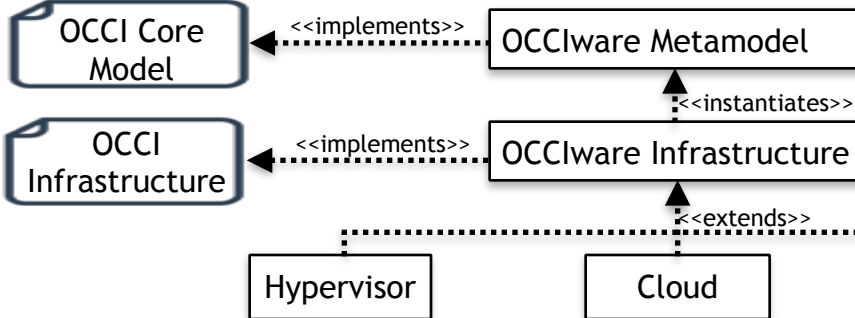 OCCI Core
Model
<<implements>>
OCCIware Metamodel
<<instantiates>>
OCCI
Infrastructure
<<implements>>
OCCIware Infrastructure
<<extends>>
Hypervisor
Cloud